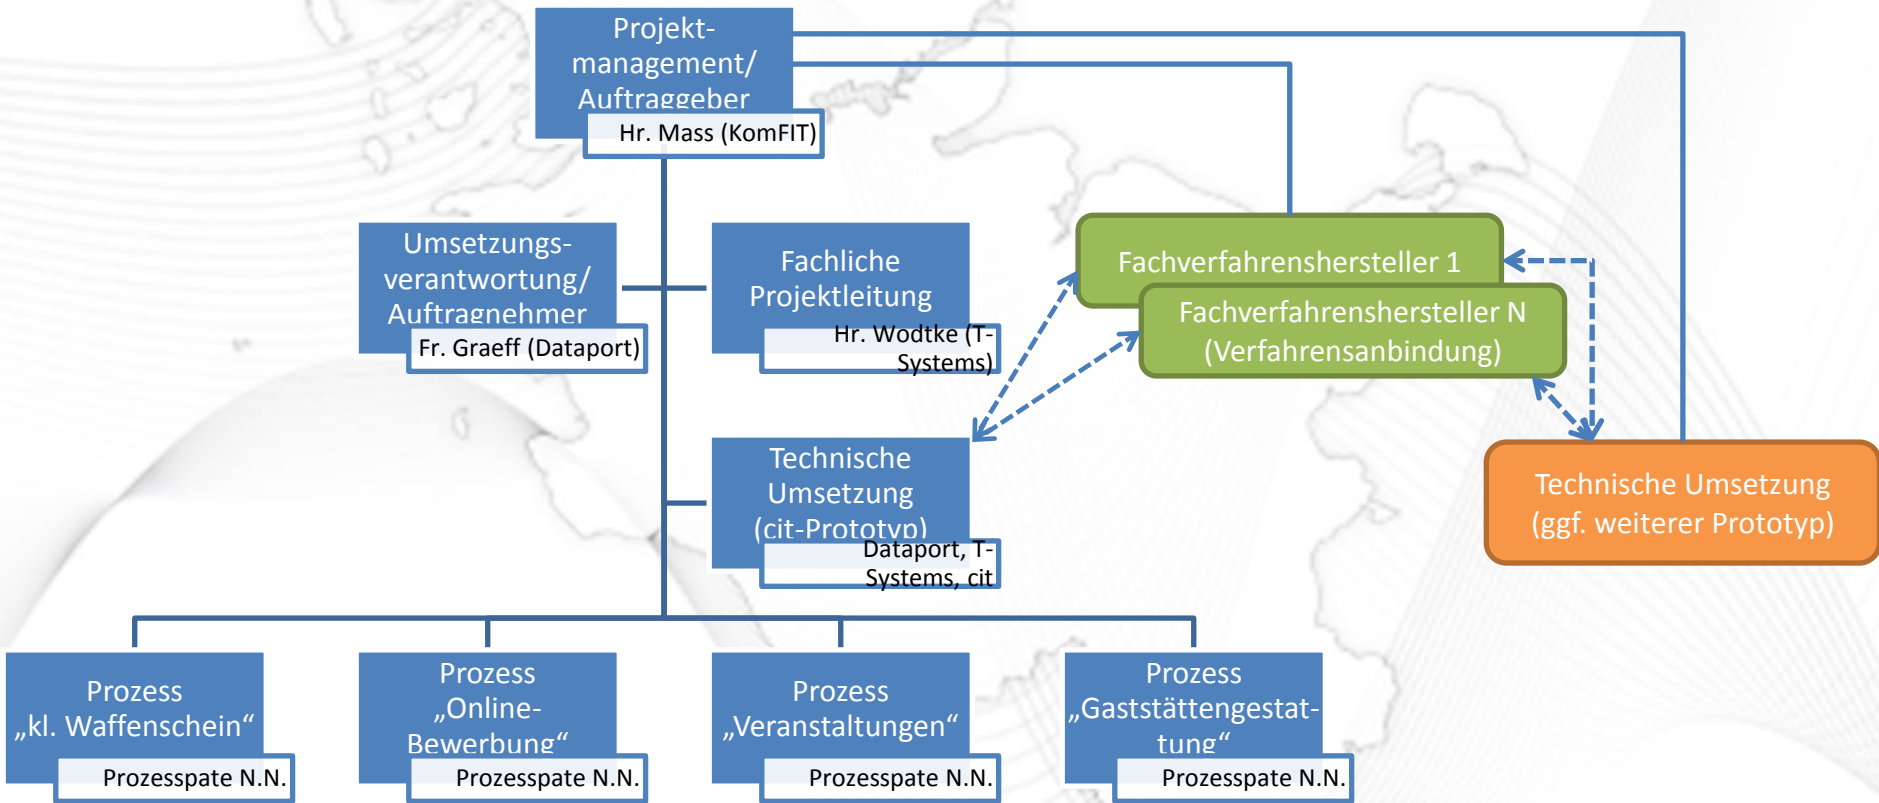 Projekt-
management/
Auftraggeber
Hr. Mass (KomFIT)
Umsetzungs-
verantwortung/
Auftragnehmer
Fr. Graeff (Dataport)
Fachliche
Projektleitung
Hr. Wodtke (T-
Systems)
Fachverfahrenshersteller 1
Fachverfahrenshersteller N
(Verfahrensanbindung)
Technische
Umsetzung
(cit-Prototyp)
Dataport, T-
Systems, cit
Technische Umsetzung
(ggf. weiterer Prototyp)
Prozess
„kl. Waffenschein“
Prozesspate N.N.
Prozess
„Online-
Bewerbung“
Prozesspate N.N.
Prozess
„Veranstaltungen“
Prozesspate N.N.
Prozess
„Gaststättengestat-
tung“
Prozesspate N.N.